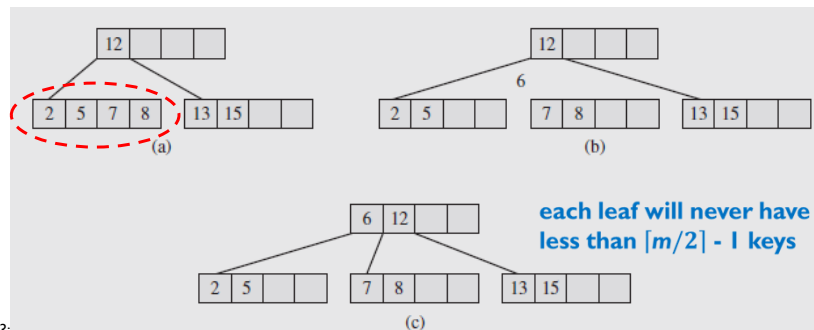 12
12
6
2 5 7 8
13 15
2 5
7 8
13 15
(a)
(b)
6 12
each leaf will never have
less than ⌈m/2⌉ - 1 keys
2 5
7 8
13 15
(c)